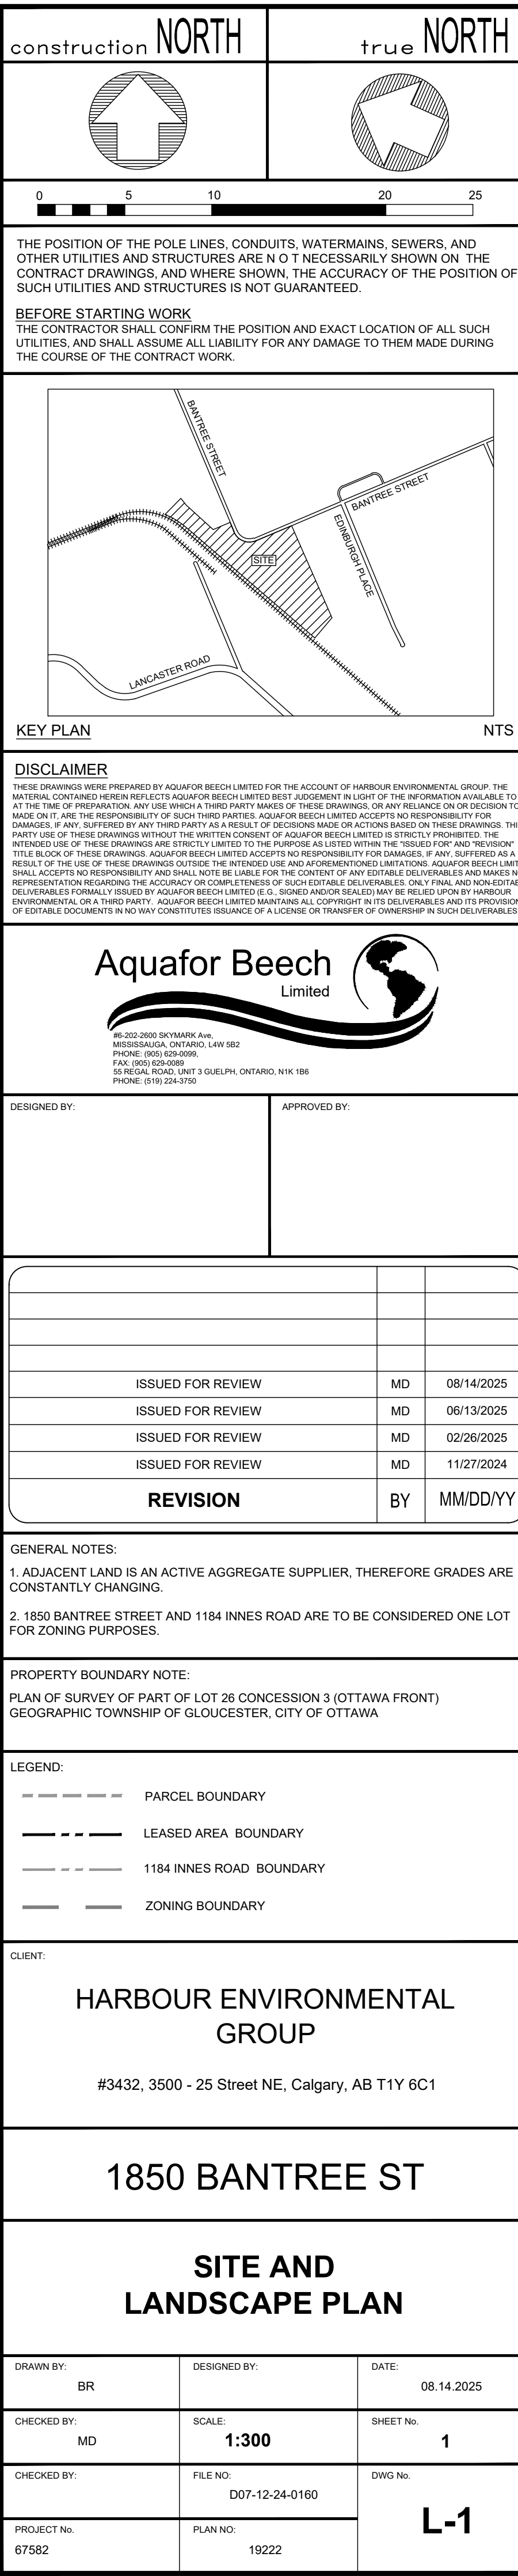 construction NORTH
true NORTH
0 5 10 20 25
THE POSITION OF THE POLE LINES, CONDUITS, WATERMAINS, SEWERS, AND
OTHER UTILITIES AND STRUCTURES ARE N O T NECESSARILY SHOWN ON THE
CONTRACT DRAWINGS, AND WHERE SHOWN, THE ACCURACY OF THE POSITION OF
SUCH UTILITIES AND STRUCTURES IS NOT GUARANTEED.
BEFORE STARTING WORK
THE CONTRACTOR SHALL CONFIRM THE POSITION AND EXACT LOCATION OF ALL SUCH
UTILITIES, AND SHALL ASSUME ALL LIABILITY FOR ANY DAMAGE TO THEM MADE DURING
THE COURSE OF THE CONTRACT WORK.
BANTREE STREET
BANTREE STREET
EDINBURGH PLACE
SITE
LANCASTER ROAD
KEY PLAN
NTS
DISCLAIMER
THESE DRAWINGS WERE PREPARED BY AQUAFOR BEECH LIMITED FOR THE ACCOUNT OF HARBOUR ENVIRONMENTAL GROUP. THE
MATERIAL CONTAINED HEREIN REFLECTS AQUAFOR BEECH LIMITED BEST JUDGEMENT IN LIGHT OF THE INFORMATION AVAILABLE TO
AT THE TIME OF PREPARATION. ANY USE WHICH A THIRD PARTY MAKES OF THESE DRAWINGS, OR ANY RELIANCE ON OR DECISION TO
MADE ON IT, ARE THE RESPONSIBILITY OF SUCH THIRD PARTIES. AQUAFOR BEECH LIMITED ACCEPTS NO RESPONSIBILITY FOR
DAMAGES, IF ANY, SUFFERED BY ANY THIRD PARTY AS A RESULT OF DECISIONS MADE OR ACTIONS BASED ON THESE DRAWINGS. THI
PARTY USE OF THESE DRAWINGS WITHOUT THE WRITTEN CONSENT OF AQUAFOR BEECH LIMITED IS STRICTLY PROHIBITED. THE
INTENDED USE OF THESE DRAWINGS ARE STRICTLY LIMITED TO THE PURPOSE AS LISTED WITHIN THE "ISSUED FOR" AND "REVISION"
TITLE BLOCK OF THESE DRAWINGS. AQUAFOR BEECH LIMITED ACCEPTS NO RESPONSIBILITY FOR DAMAGES, IF ANY, SUFFERED AS A
RESULT OF THE USE OF THESE DRAWINGS OUTSIDE THE INTENDED USE AND AFOREMENTIONED LIMITATIONS. AQUAFOR BEECH LIMIT
SHALL ACCEPTS NO RESPONSIBILITY AND SHALL NOTE BE LIABLE FOR THE CONTENT OF ANY EDITABLE DELIVERABLES AND MAKES N
REPRESENTATION REGARDING THE ACCURACY OR COMPLETENESS OF SUCH EDITABLE DELIVERABLES. ONLY FINAL AND NON-EDITAB
DELIVERABLES FORMALLY ISSUED BY AQUAFOR BEECH LIMITED (E.G., SIGNED AND/OR SEALED) MAY BE RELIED UPON BY HARBOUR
ENVIRONMENTAL OR A THIRD PARTY. AQUAFOR BEECH LIMITED MAINTAINS ALL COPYRIGHT IN ITS DELIVERABLES AND ITS PROVISION
OF EDITABLE DOCUMENTS IN NO WAY CONSTITUTES ISSUANCE OF A LICENSE OR TRANSFER OF OWNERSHIP IN SUCH DELIVERABLES
Aquafor Beech
Limited
#6-202-2600 SKYMARK Ave,
MISSISSAUGA, ONTARIO, L4W 5B2
PHONE: (905) 629-0099,
FAX: (905) 629-0089
55 REGAL ROAD, UNIT 3 GUELPH, ONTARIO, N1K 1B6
PHONE: (519) 224-3750
DESIGNED BY:
APPROVED BY:
ISSUED FOR REVIEW MD 08/14/2025
ISSUED FOR REVIEW MD 06/13/2025
ISSUED FOR REVIEW MD 02/26/2025
ISSUED FOR REVIEW MD 11/27/2024
REVISION BY MM/DD/YY
GENERAL NOTES:
1. ADJACENT LAND IS AN ACTIVE AGGREGATE SUPPLIER, THEREFORE GRADES ARE
CONSTANTLY CHANGING.
2. 1850 BANTREE STREET AND 1184 INNES ROAD ARE TO BE CONSIDERED ONE LOT
FOR ZONING PURPOSES.
PROPERTY BOUNDARY NOTE:
PLAN OF SURVEY OF PART OF LOT 26 CONCESSION 3 (OTTAWA FRONT)
GEOGRAPHIC TOWNSHIP OF GLOUCESTER, CITY OF OTTAWA
LEGEND:
PARCEL BOUNDARY
LEASED AREA BOUNDARY
1184 INNES ROAD BOUNDARY
ZONING BOUNDARY
CLIENT:
HARBOUR ENVIRONMENTAL
GROUP
#3432, 3500 - 25 Street NE, Calgary, AB T1Y 6C1
1850 BANTREE ST
SITE AND
LANDSCAPE PLAN
DRAWN BY: DESIGNED BY: DATE:
BR 08.14.2025
CHECKED BY: SCALE: SHEET No.
MD 1:300 1
CHECKED BY: FILE NO: DWG No.
D07-12-24-0160
L-1
PROJECT No. PLAN NO:
67582 19222